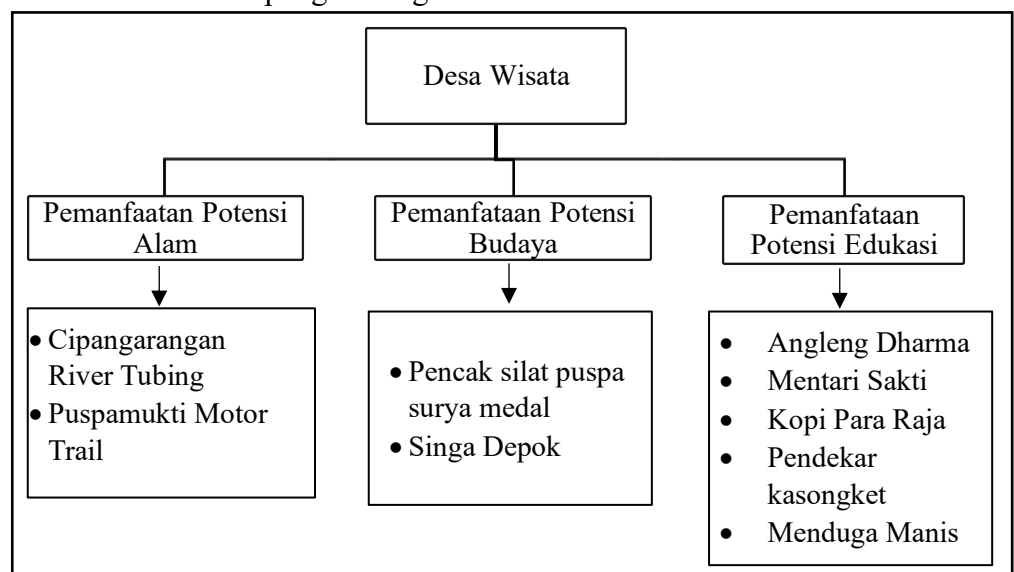 Desa Wisata
Pemanfaatan Potensi
Alam
Pemanfataan Potensi
Budaya
Pemanfataan
Potensi Edukasi
• Cipangarangan
River Tubing
• Puspamukti Motor
Trail
• Pencak silat puspa
surya medal
• Singa Depok
• Angleng Dharma
• Mentari Sakti
• Kopi Para Raja
• Pendekar
kasongket
• Menduga Manis